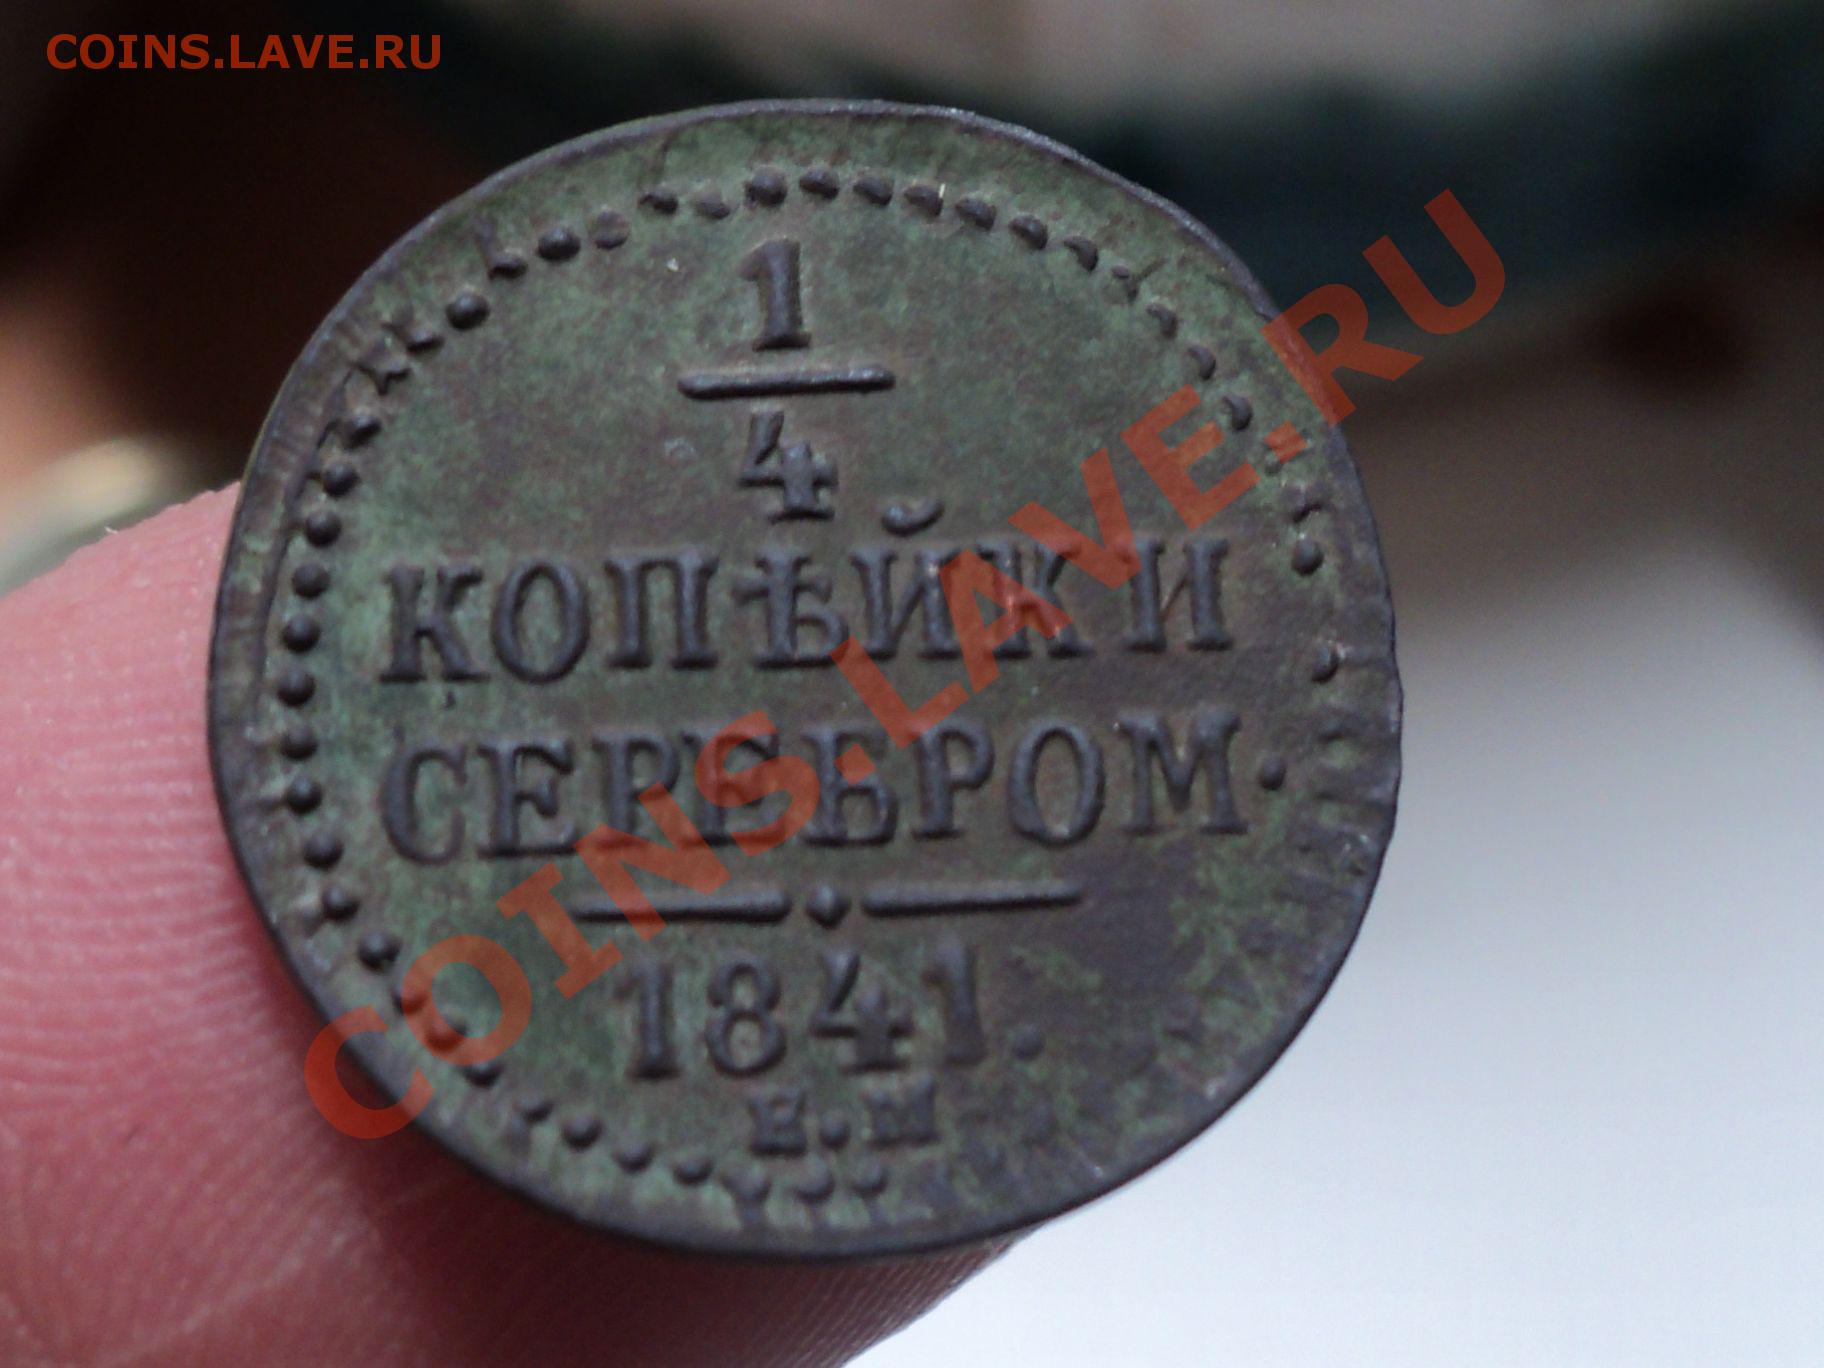 COINS.LAVE.RU
1
4
КОПѢЙКИ
СЕРЕБРОМ.
1841.
Е.М
COINS.LAVE.RU